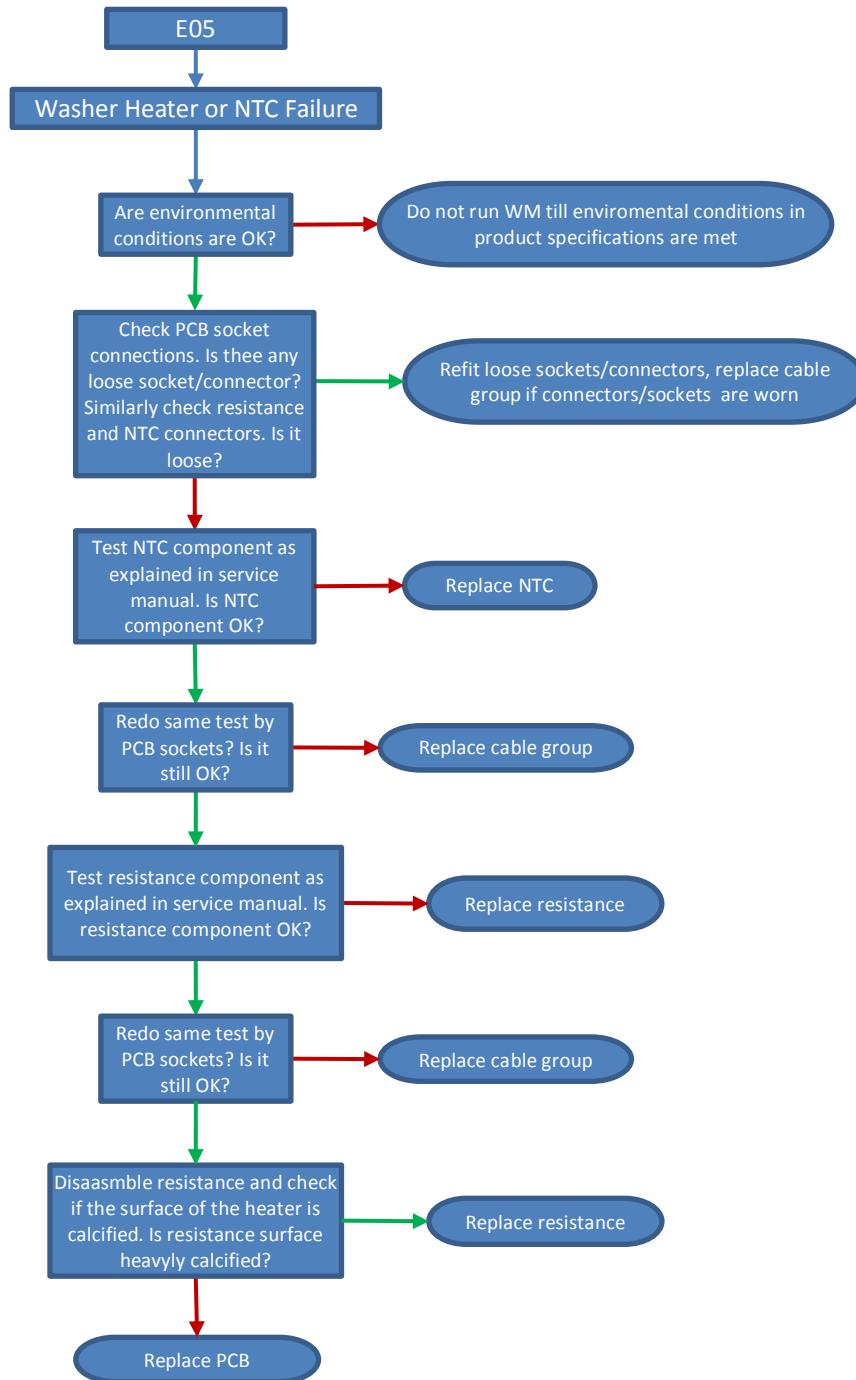 E05
Washer Heater or NTC Failure
Are environmental
conditions are OK?
Do not run WM till enviromental conditions in
product specifications are met
Check PCB socket
connections. Is thee any
loose socket/connector?
Similarly check resistance
and NTC connectors. Is it
loose?
Refit loose sockets/connectors, replace cable
group if connectors/sockets are worn
Test NTC component as
explained in service
manual. Is NTC
component OK?
Replace NTC
Redo same test by
PCB sockets? Is it
still OK?
Replace cable group
Test resistance component as
explained in service manual. Is
resistance component OK?
Replace resistance
Redo same test by
PCB sockets? Is it
still OK?
Replace cable group
Disaasmble resistance and check
if the surface of the heater is
calcified. Is resistance surface
heavyly calcified?
Replace resistance
Replace PCB